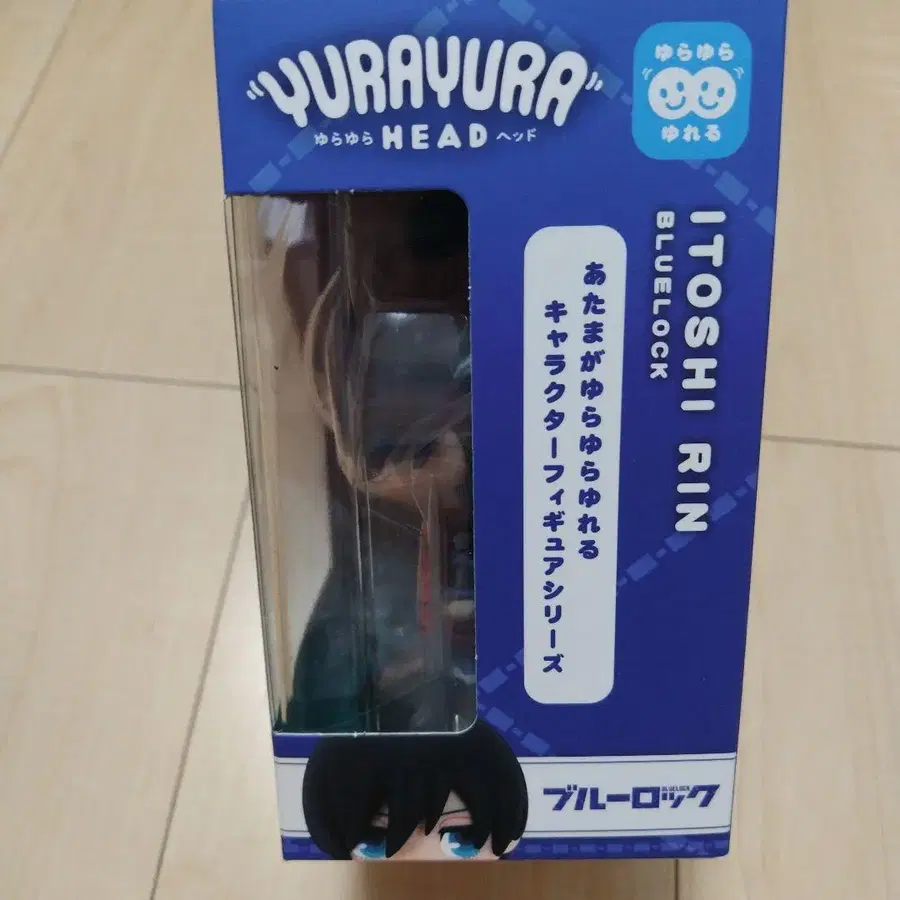 YURAYURA
ゆらゆら HEAD ヘッド
ゆらゆら
ゆれる
ITOSHI RIN
BLUELOCK
あたまがゆらゆらゆれる
キャラクターフィギュアシリーズ
ブルーロック
BLUELOCK